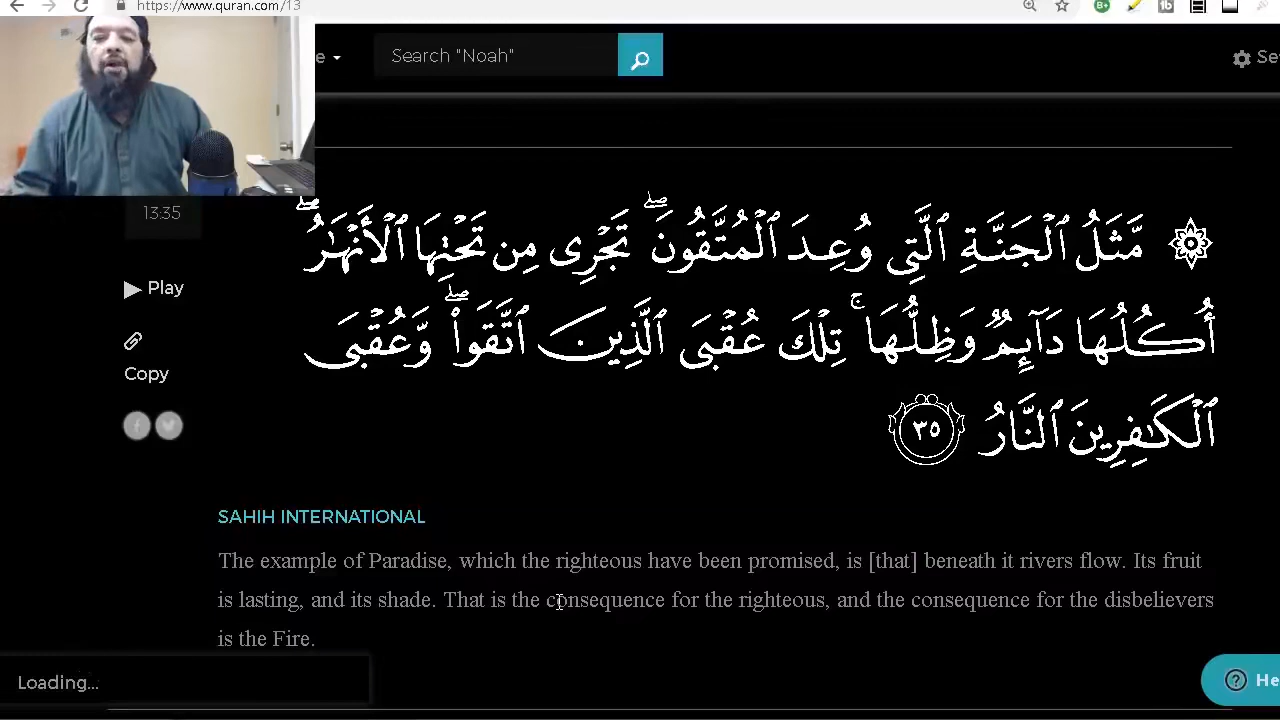 https://www.quran.com/13
e
Search "Noah"
Se
13:35
Play
Copy
۞ مَّثَلُ ٱلْجَنَّةِ ٱلَّتِى وُعِدَ ٱلْمُتَّقُونَ ۖ تَجْرِى مِن تَحْتِهَا ٱلْأَنْهَـٰرُ ۖ
أُكُلُهَا دَآئِمٌ وَظِلُّهَا ۚ تِلْكَ عُقْبَى ٱلَّذِينَ ٱتَّقَوا۟ ۖ وَّعُقْبَى
ٱلْكَـٰفِرِينَ ٱلنَّارُ ٣٥
SAHIH INTERNATIONAL
The example of Paradise, which the righteous have been promised, is [that] beneath it rivers flow. Its fruit
is lasting, and its shade. That is the consequence for the righteous, and the consequence for the disbelievers
is the Fire.
Loading...
He